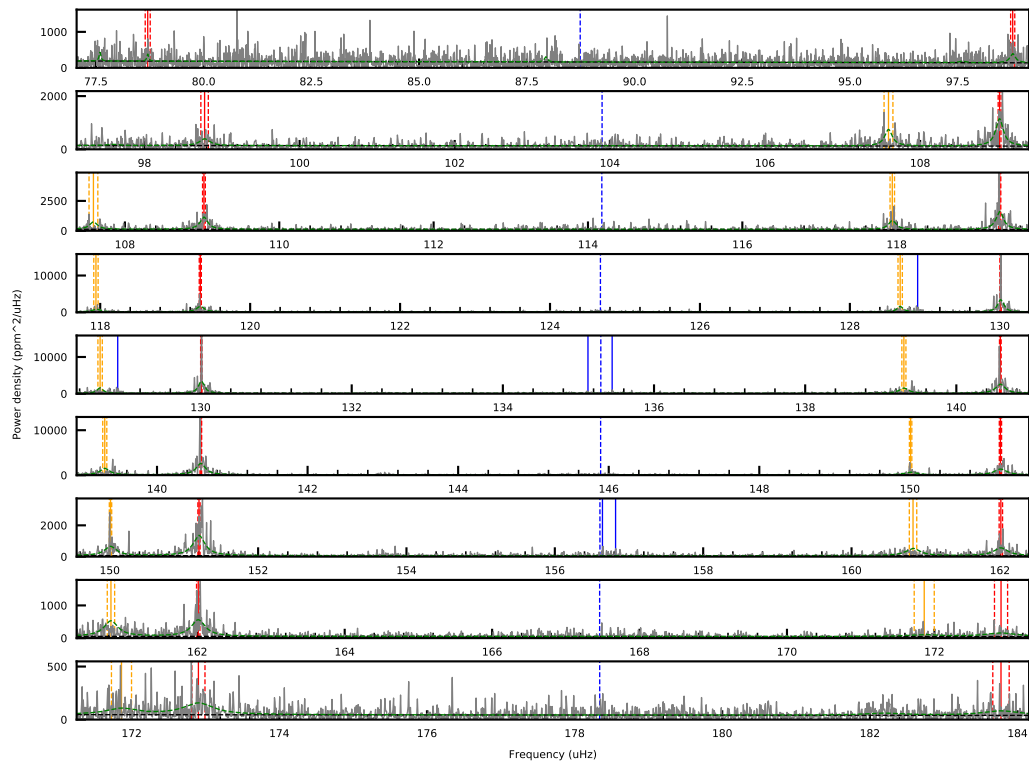 1000
0
77.5 80.0 82.5 85.0 87.5 90.0 92.5 95.0 97.5
2000
0
98 100 102 104 106 108
2500
0
108 110 112 114 116 118
10000
0
118 120 122 124 126 128 130
10000
0
130 132 134 136 138 140
10000
0
140 142 144 146 148 150
2000
0
150 152 154 156 158 160 162
1000
0
162 164 166 168 170 172
500
0
172 174 176 178 180 182 184
Power density (ppm^2/uHz)
Frequency (uHz)